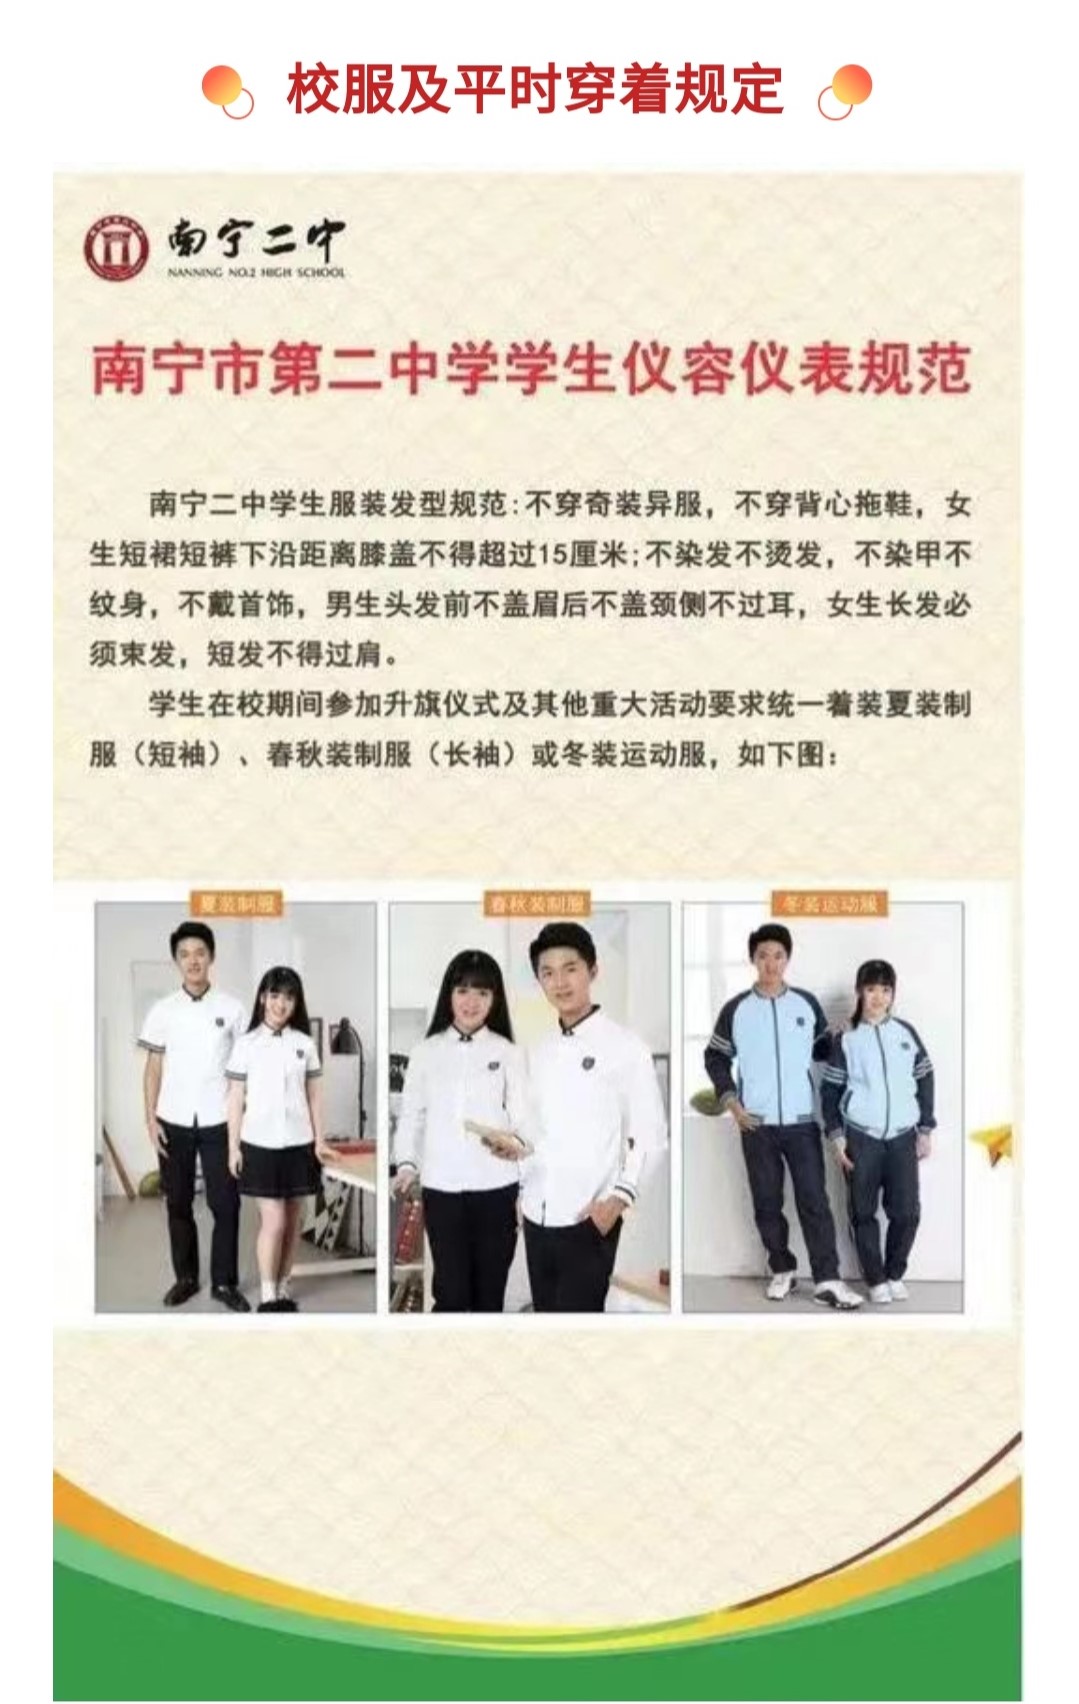 校服及平时穿着规定
南宁二中
NANNING NO.2 HIGH SCHOOL
南宁市第二中学学生仪容仪表规范
南宁二中学生服装发型规范:不穿奇装异服，不穿背心拖鞋，女
生短裙短裤下沿距离膝盖不得超过15厘米;不染发不烫发，不染甲不
纹身，不戴首饰，男生头发前不盖眉后不盖颈侧不过耳，女生长发必
须束发，短发不得过肩。
学生在校期间参加升旗仪式及其他重大活动要求统一着装夏装制
服（短袖）、春秋装制服（长袖）或冬装运动服，如下图：
夏装制服
春秋装制服
冬装运动服